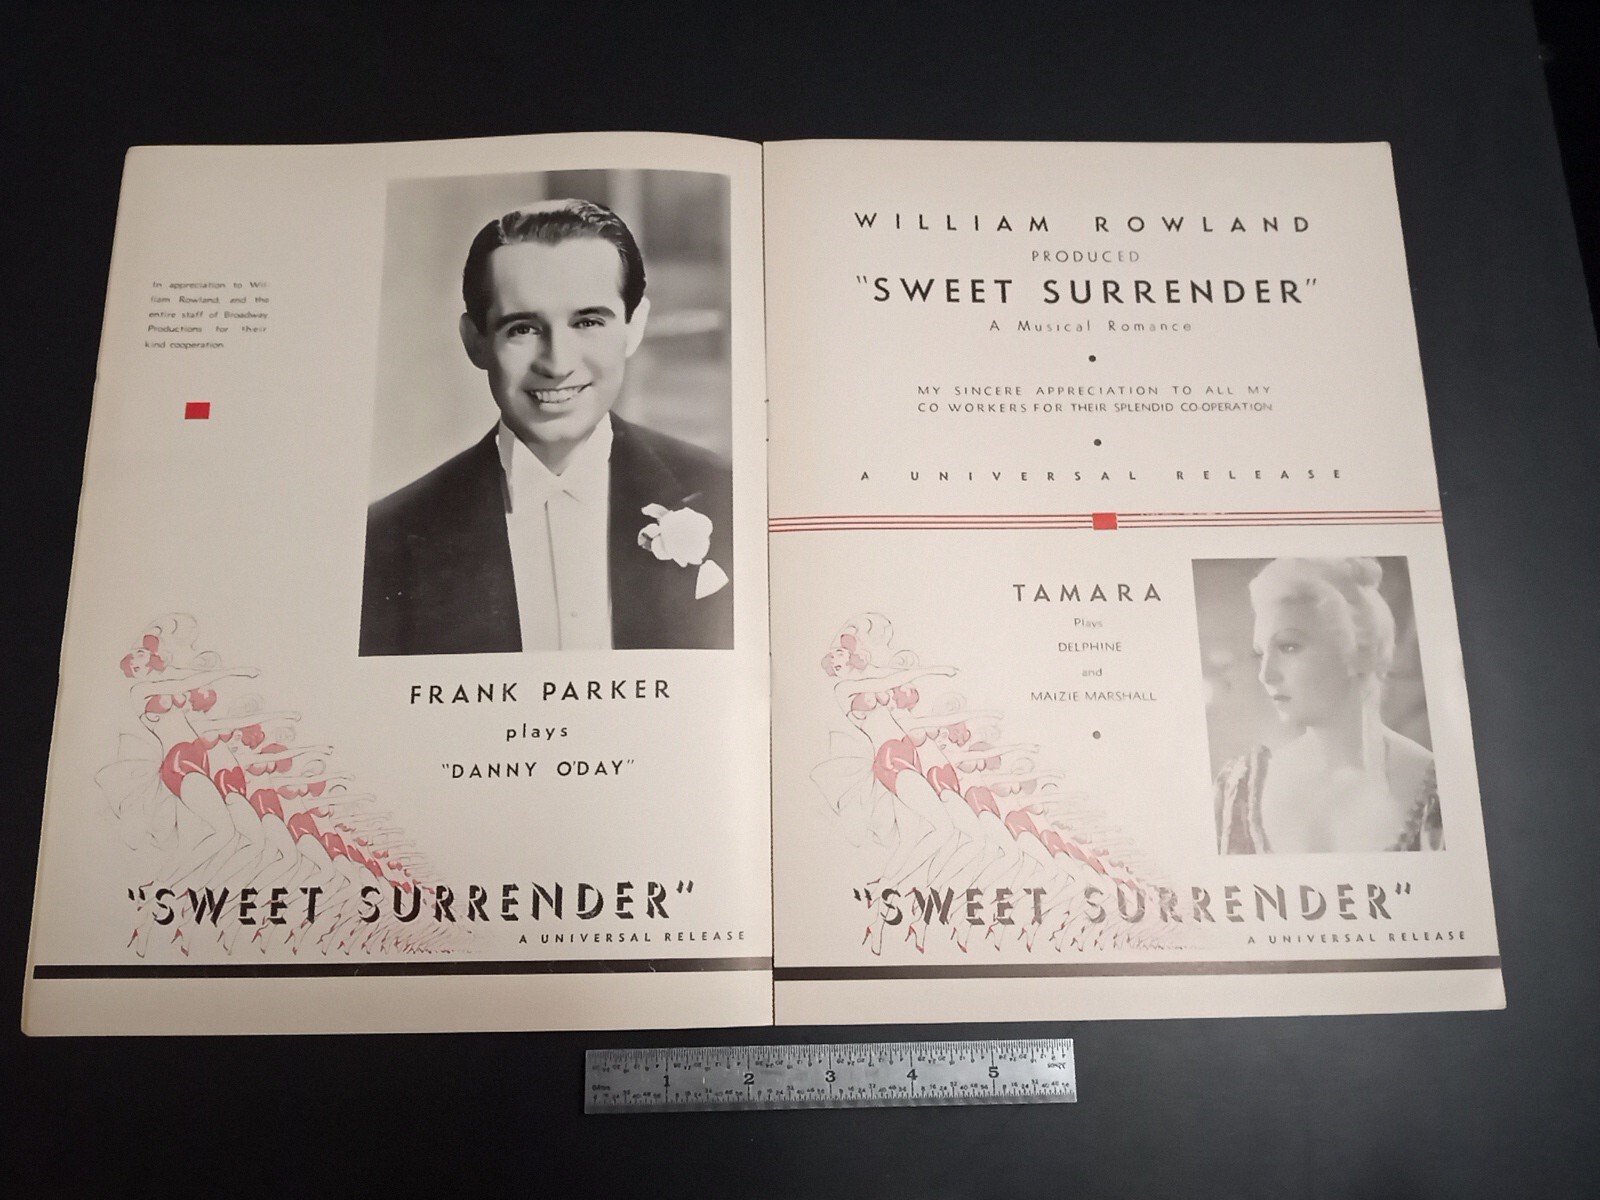 In appreciation to Wil-
liam Rowland, and the
entire staff of Broadway
Productions for their
kind cooperation
FRANK PARKER
plays
"DANNY O'DAY"
"SWEET SURRENDER"
A UNIVERSAL RELEASE
WILLIAM ROWLAND
PRODUCED
"SWEET SURRENDER"
A Musical Romance
MY SINCERE APPRECIATION TO ALL MY
CO WORKERS FOR THEIR SPLENDID CO-OPERATION
A UNIVERSAL RELEASE
TAMARA
Plays
DELPHINE
and
MAIZIE MARSHALL
"SWEET SURRENDER"
A UNIVERSAL RELEASE
1 2 3 4 5